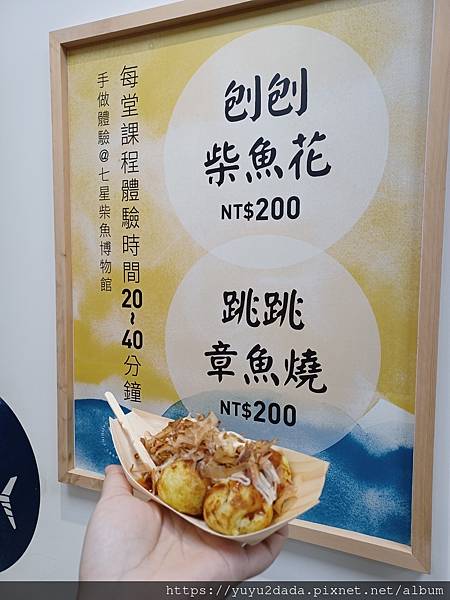 手做體驗@七星柴魚博物館
每堂課程體驗時間20~40分鐘
刨刨
柴魚花
NT$200
跳跳
章魚燒
NT$200
https://yuyu2dada.pixnet.net/album